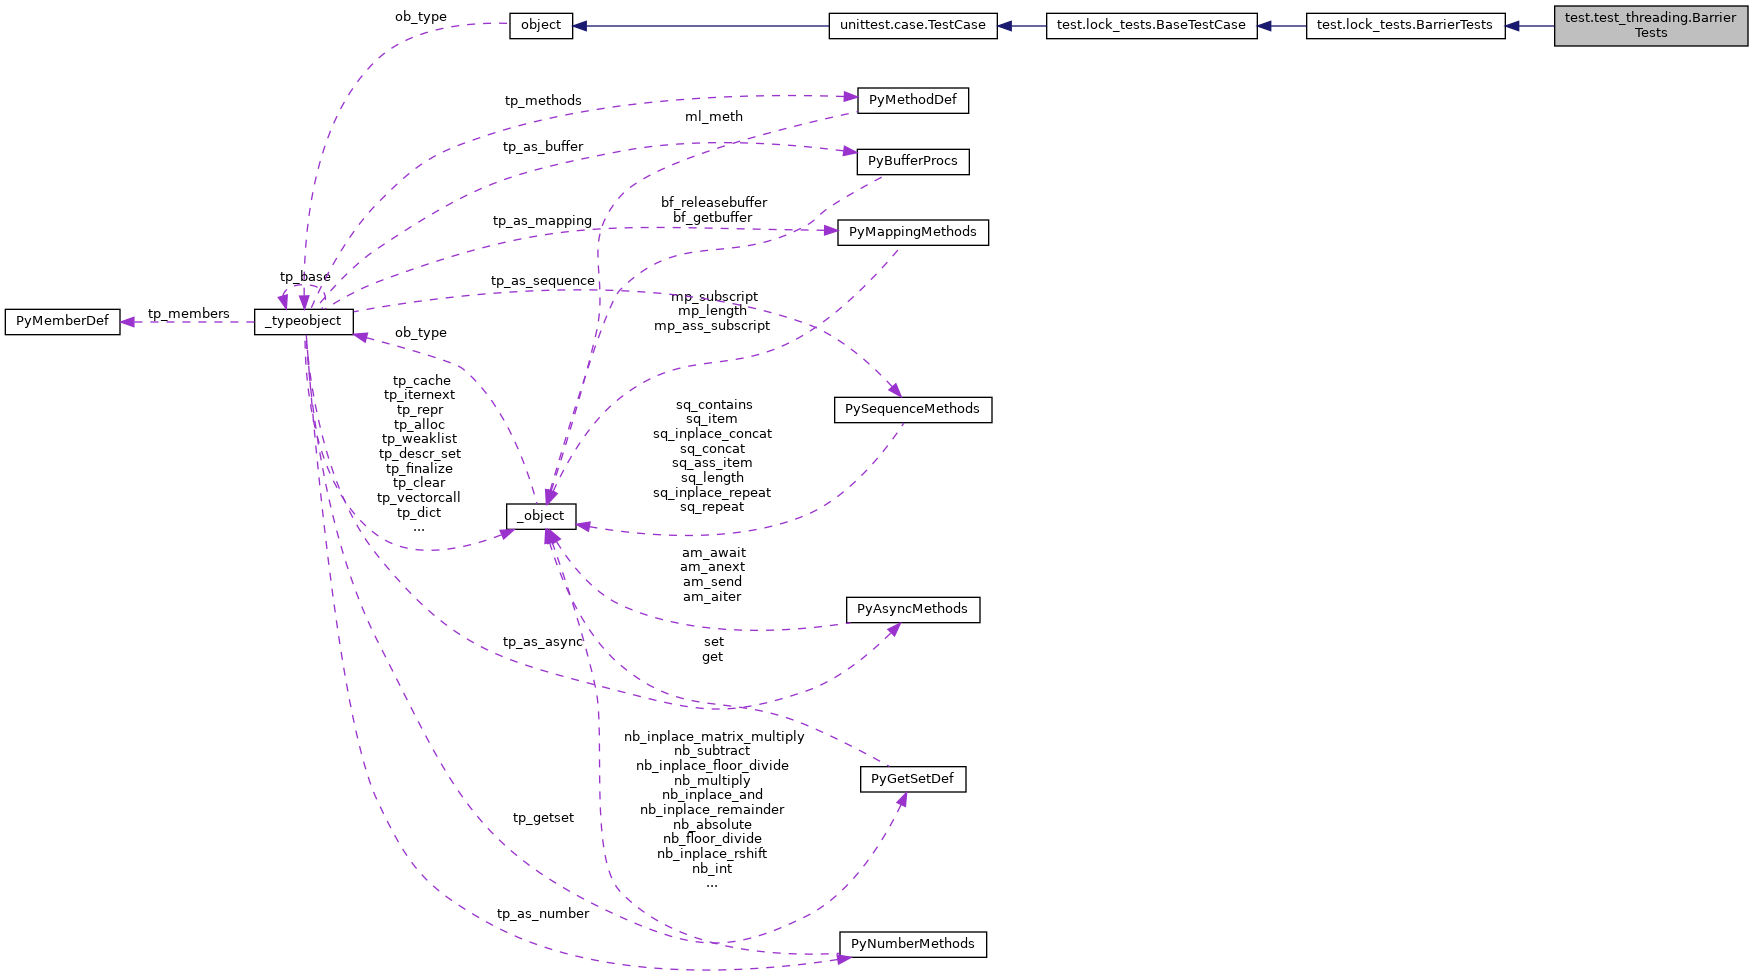 ob_type
object
unittest.case.TestCase
test.lock_tests.BaseTestCase
test.lock_tests.BarrierTests
test.test_threading.Barrier
Tests
tp_methods
PyMethodDef
ml_meth
tp_as_buffer
PyBufferProcs
bf_releasebuffer
bf_getbuffer
tp_as_mapping
PyMappingMethods
tp_base
tp_as_sequence
mp_subscript
mp_length
mp_ass_subscript
PyMemberDef
tp_members
_typeobject
ob_type
tp_cache
tp_iternext
tp_repr
tp_alloc
tp_weaklist
tp_descr_set
tp_finalize
tp_clear
tp_vectorcall
tp_dict
...
sq_contains
sq_item
sq_inplace_concat
sq_concat
sq_ass_item
sq_length
sq_inplace_repeat
sq_repeat
PySequenceMethods
_object
am_await
am_anext
am_send
am_aiter
PyAsyncMethods
tp_as_async
set
get
nb_inplace_matrix_multiply
nb_subtract
nb_inplace_floor_divide
nb_multiply
nb_inplace_and
nb_inplace_remainder
nb_absolute
nb_floor_divide
nb_inplace_rshift
nb_int
...
PyGetSetDef
tp_getset
tp_as_number
PyNumberMethods